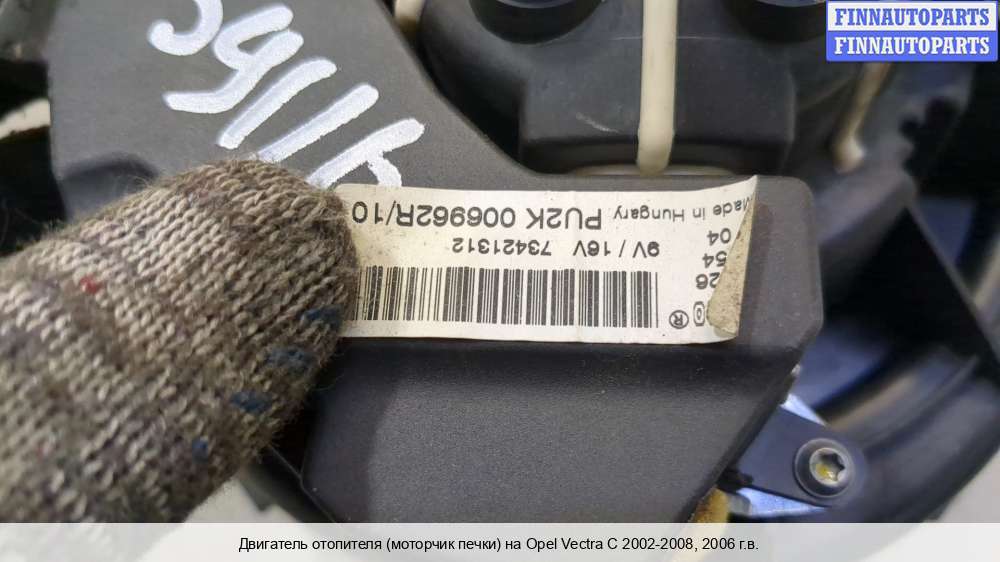 FINNAUTOPARTS
FINNAUTOPARTS
26
54
04
9V / 16V 73421312
Made in Hungary. PU2K 006962R/10
Двигатель отопителя (моторчик печки) на Opel Vectra C 2002-2008, 2006 г.в.